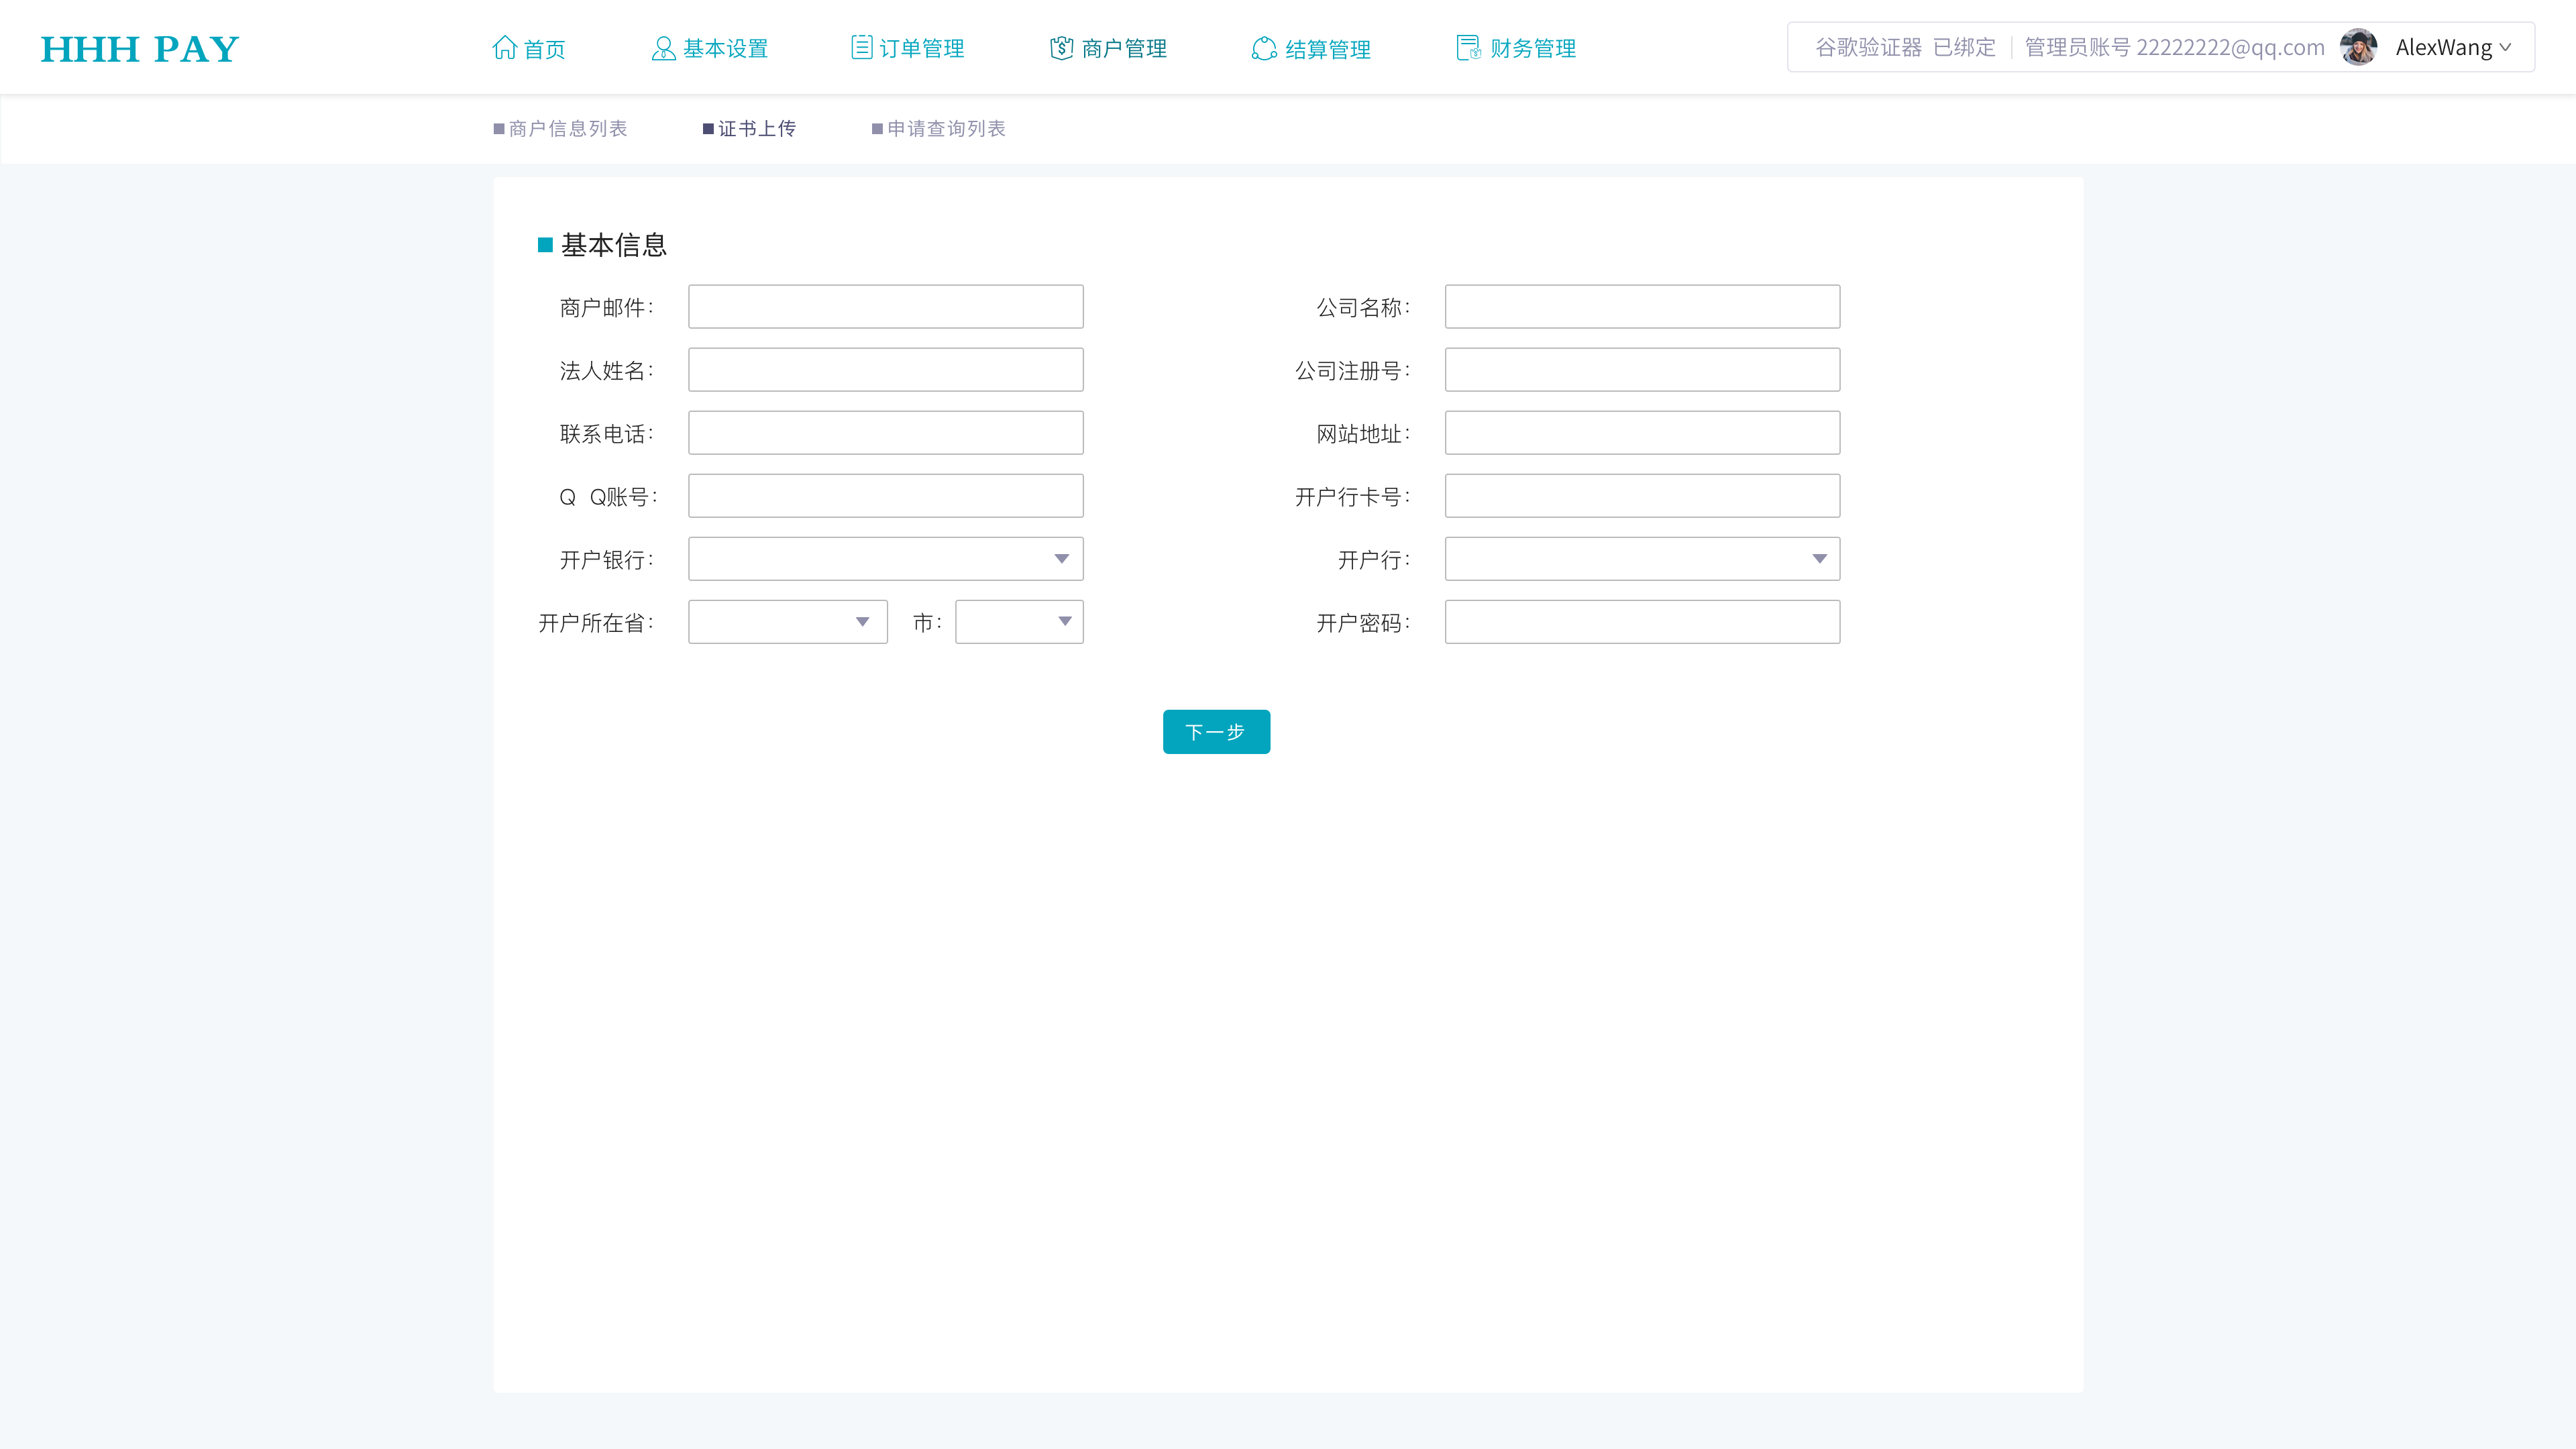 HHH PAY 首页 基本设置 订单管理 商户管理 结算管理 财务管理 谷歌验证器 已绑定 管理员账号 22222222@qq.com AlexWang
商户信息列表 证书上传 申请查询列表
基本信息
商户邮件： 公司名称：
法人姓名： 公司注册号：
联系电话： 网站地址：
Q Q账号： 开户行卡号：
开户银行： 开户行：
开户所在省： 市： 开户密码：
下一步